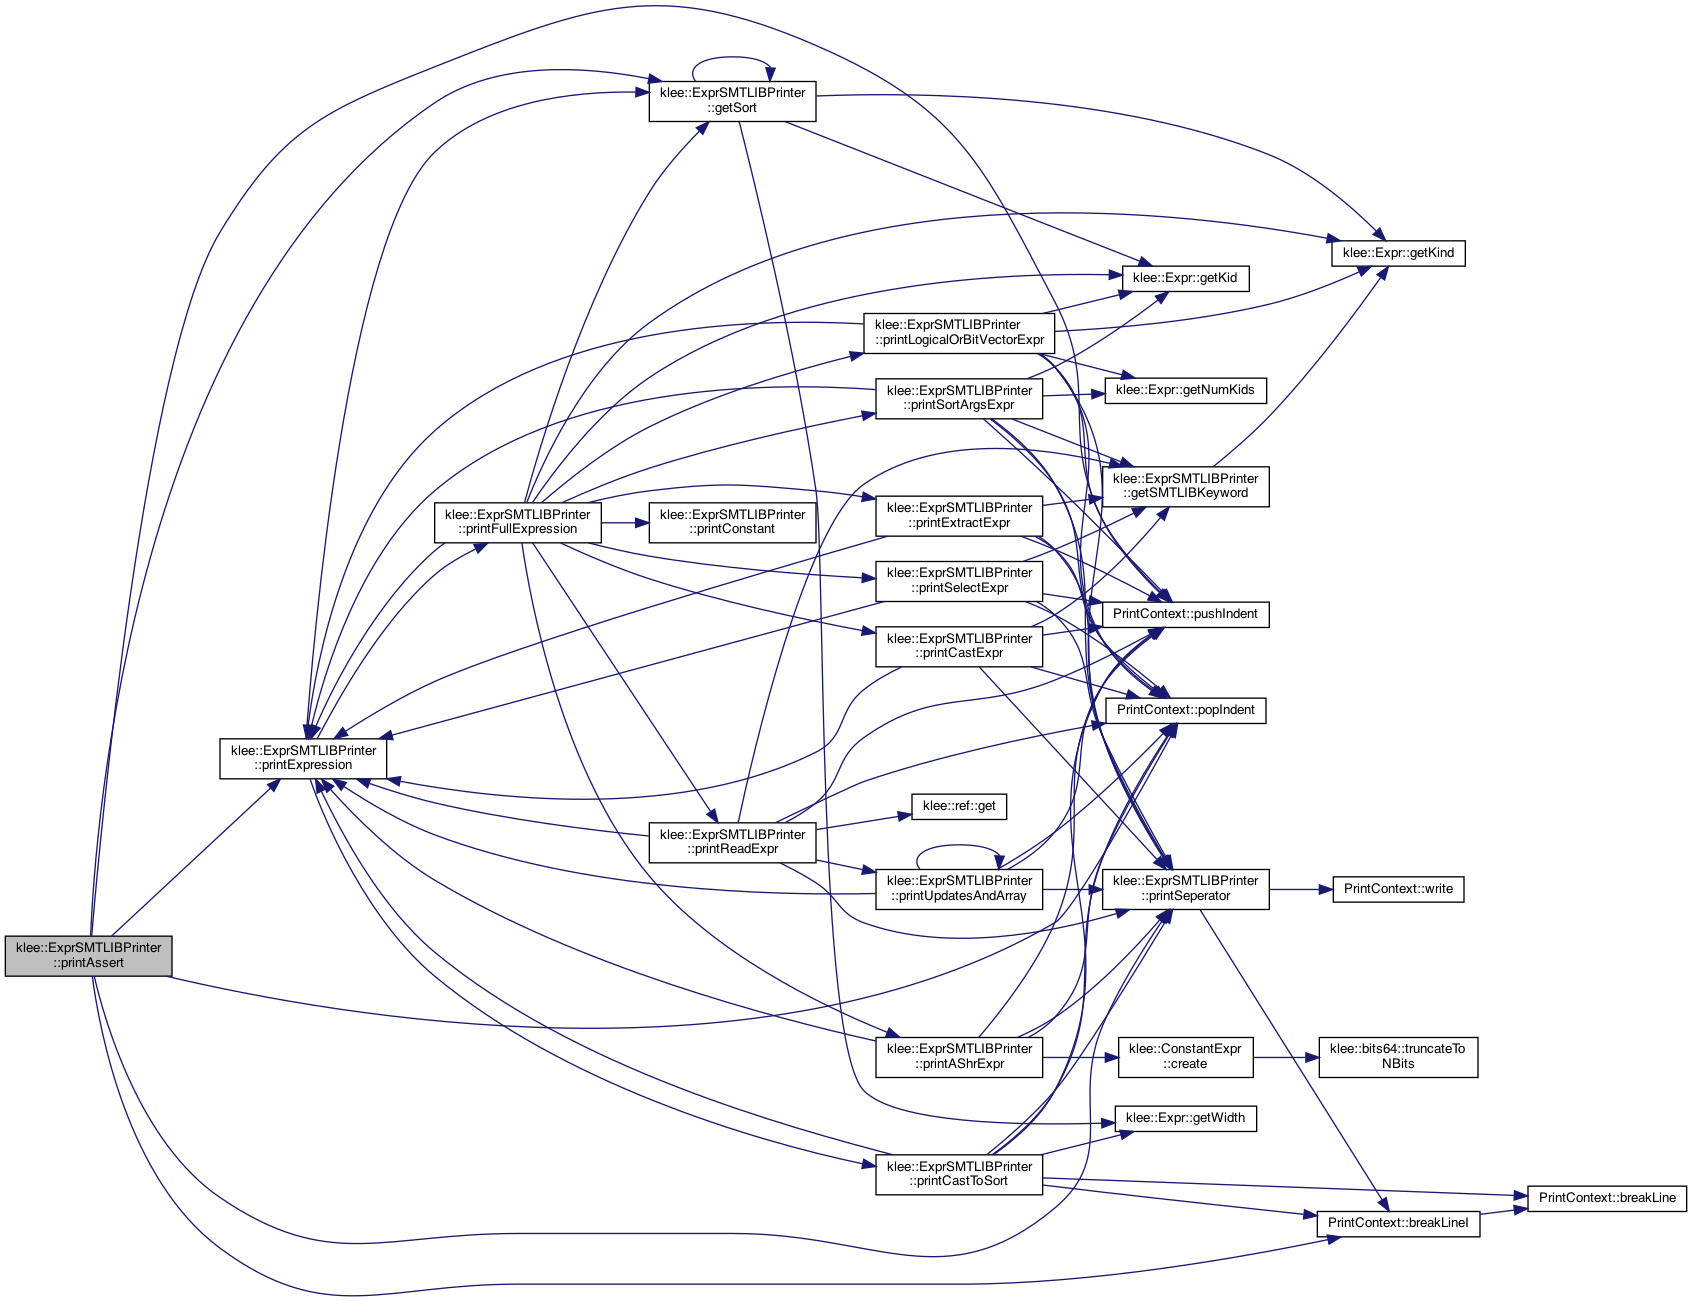 klee::ExprSMTLIBPrinter
::getSort
klee::Expr::getKind
klee::Expr::getKid
klee::ExprSMTLIBPrinter
::printLogicalOrBitVectorExpr
klee::ExprSMTLIBPrinter
::printSortArgsExpr
klee::Expr::getNumKids
klee::ExprSMTLIBPrinter
::getSMTLIBKeyword
klee::ExprSMTLIBPrinter
::printFullExpression
klee::ExprSMTLIBPrinter
::printConstant
klee::ExprSMTLIBPrinter
::printExtractExpr
klee::ExprSMTLIBPrinter
::printSelectExpr
PrintContext::pushIndent
klee::ExprSMTLIBPrinter
::printCastExpr
PrintContext::popIndent
klee::ExprSMTLIBPrinter
::printExpression
klee::ref::get
klee::ExprSMTLIBPrinter
::printReadExpr
klee::ExprSMTLIBPrinter
::printUpdatesAndArray
klee::ExprSMTLIBPrinter
::printSeperator
PrintContext::write
klee::ExprSMTLIBPrinter
::printAssert
klee::ExprSMTLIBPrinter
::printAShrExpr
klee::ConstantExpr
::create
klee::bits64::truncateTo
NBits
klee::Expr::getWidth
klee::ExprSMTLIBPrinter
::printCastToSort
PrintContext::breakLine
PrintContext::breakLineI